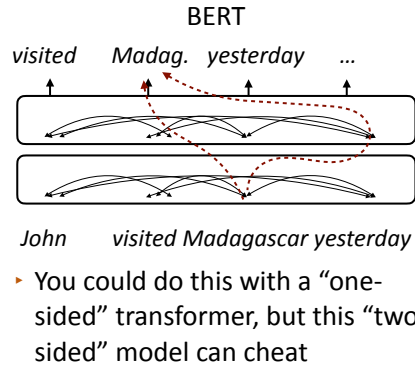 BERT
visited Madag. yesterday ...
John visited Madagascar yesterday
‣ You could do this with a “one-
sided” transformer, but this “two
sided” model can cheat